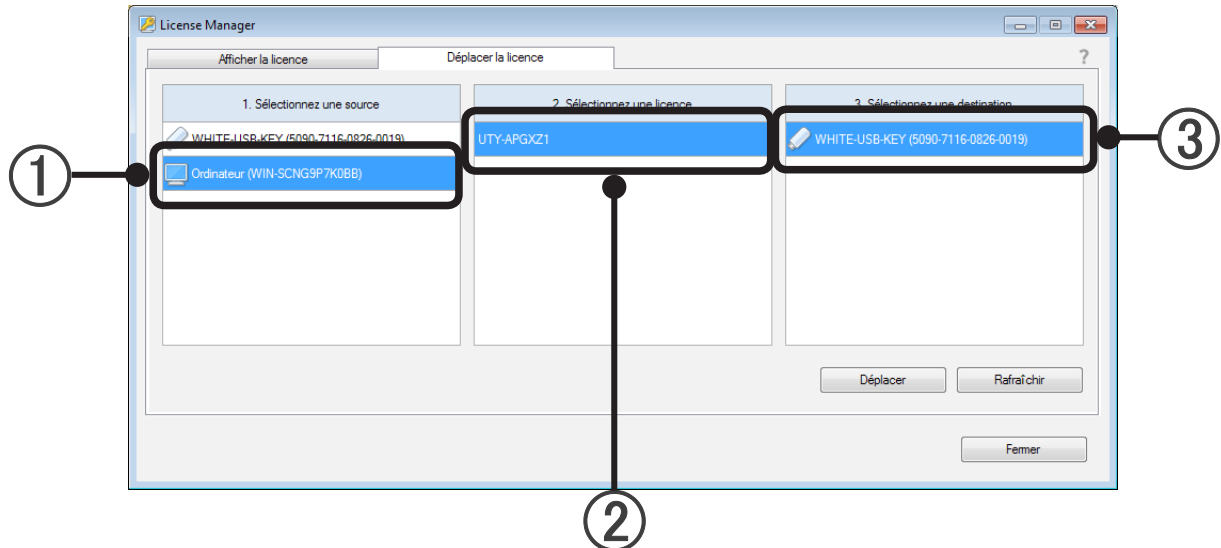 License Manager
Afficher la licence
Déplacer la licence
?
1. Sélectionnez une source
2. Sélectionnez une licence
3. Sélectionnez une destination
WHITE-USB-KEY (5090-7116-0826-0019)
UTY-APGXZ1
WHITE-USB-KEY (5090-7116-0826-0019)
Ordinateur (WIN-SCNG9P7K0BB)
①
③
Déplacer
Rafraîchir
Fermer
②